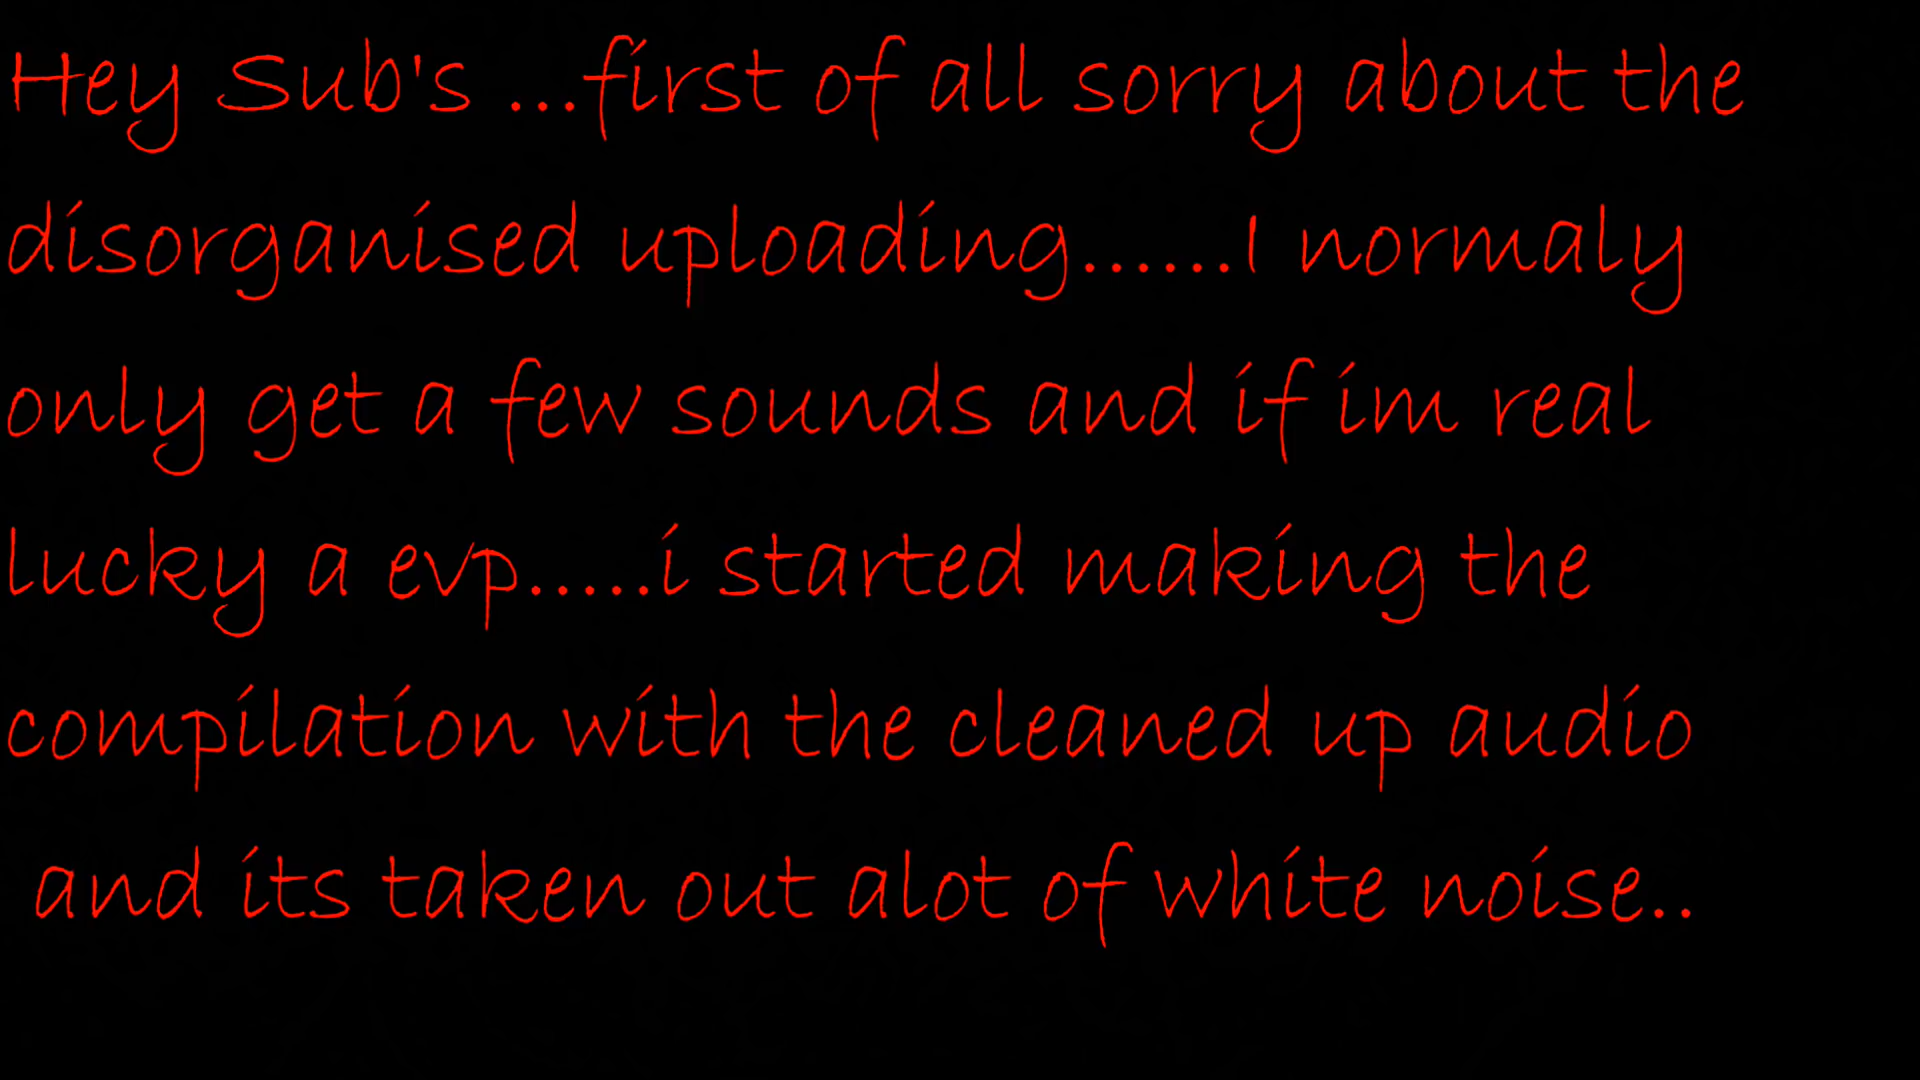 Hey Sub's ...first of all sorry about the
disorganised uploading......I normaly
only get a few sounds and if im real
lucky a evp.....i started making the
compilation with the cleaned up audio
and its taken out alot of white noise..